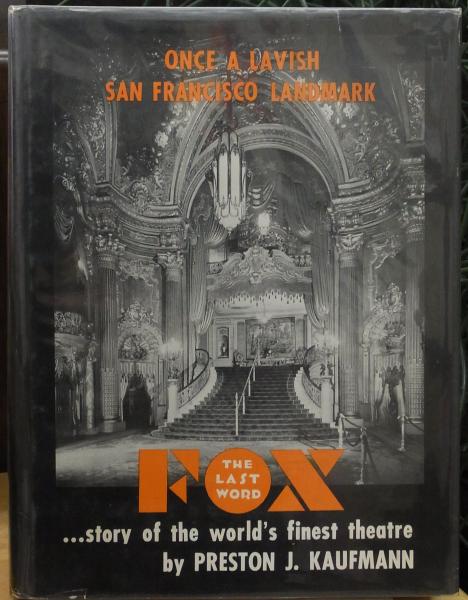 ONCE A LAVISH
SAN FRANCISCO LANDMARK
FOX
THE
LAST
WORD
...story of the world's finest theatre
by PRESTON J. KAUFMANN